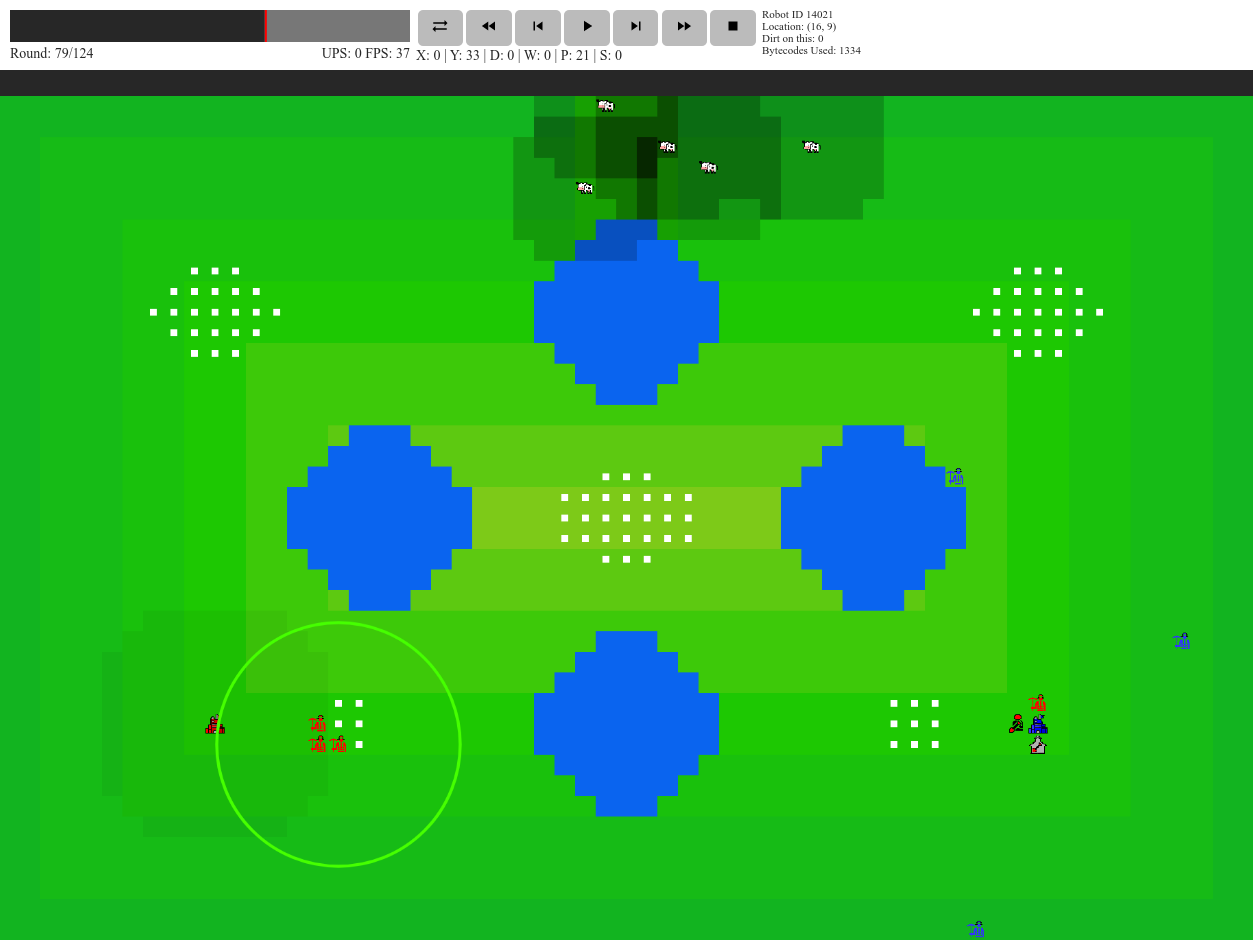 Round: 79/124
UPS: 0 FPS: 37
X: 0 | Y: 33 | D: 0 | W: 0 | P: 21 | S: 0
Robot ID 14021
Location: (16, 9)
Dirt on this: 0
Bytecodes Used: 1334